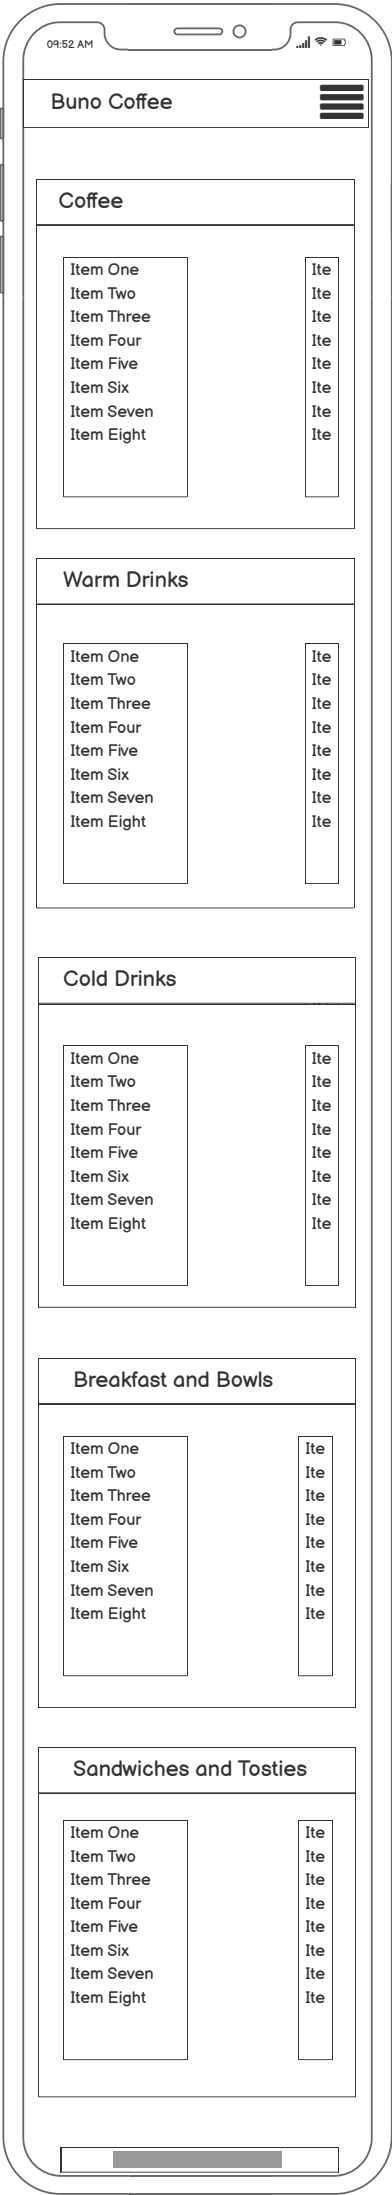 09:52 AM
Buno Coffee
Coffee
Item One Ite
Item Two Ite
Item Three Ite
Item Four Ite
Item Five Ite
Item Six Ite
Item Seven Ite
Item Eight Ite
Warm Drinks
Item One Ite
Item Two Ite
Item Three Ite
Item Four Ite
Item Five Ite
Item Six Ite
Item Seven Ite
Item Eight Ite
Cold Drinks
Item One Ite
Item Two Ite
Item Three Ite
Item Four Ite
Item Five Ite
Item Six Ite
Item Seven Ite
Item Eight Ite
Breakfast and Bowls
Item One Ite
Item Two Ite
Item Three Ite
Item Four Ite
Item Five Ite
Item Six Ite
Item Seven Ite
Item Eight Ite
Sandwiches and Tosties
Item One Ite
Item Two Ite
Item Three Ite
Item Four Ite
Item Five Ite
Item Six Ite
Item Seven Ite
Item Eight Ite